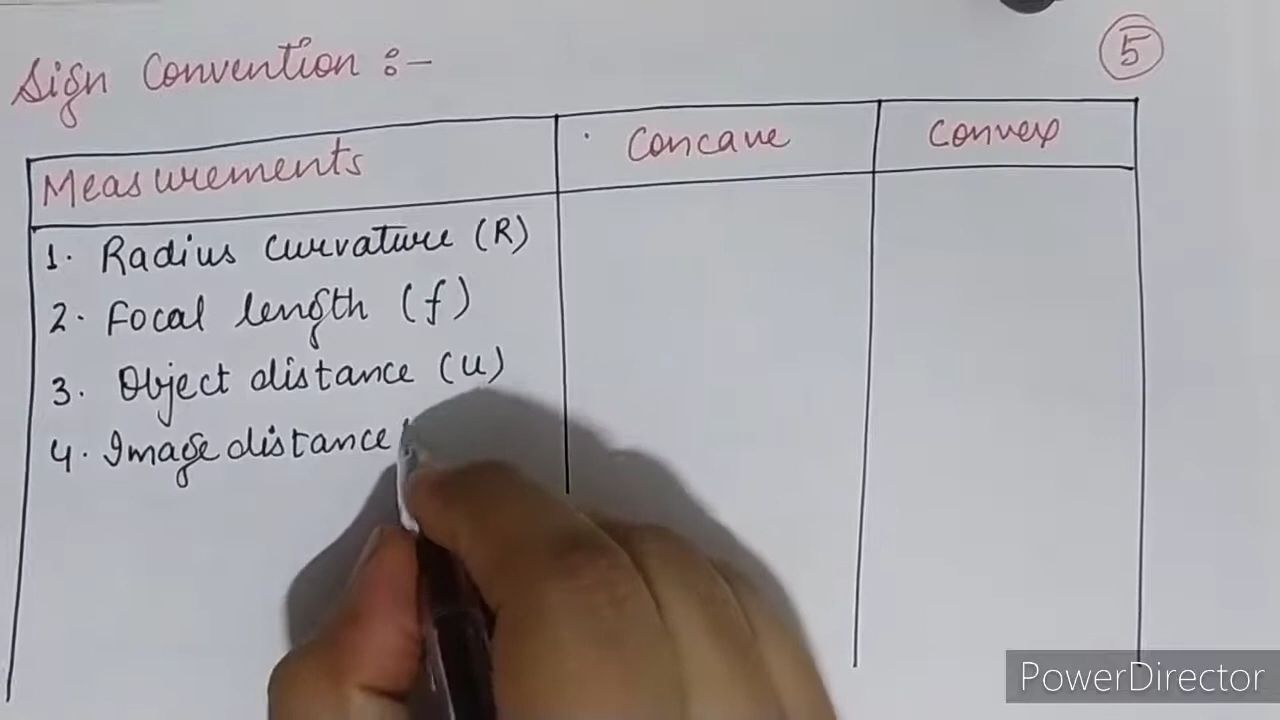 Sign Convention :-
5
Measurements
Concave
Convex
1. Radius curvature (R)
2. Focal length (f)
3. Object distance (u)
4. Image distance
PowerDirector